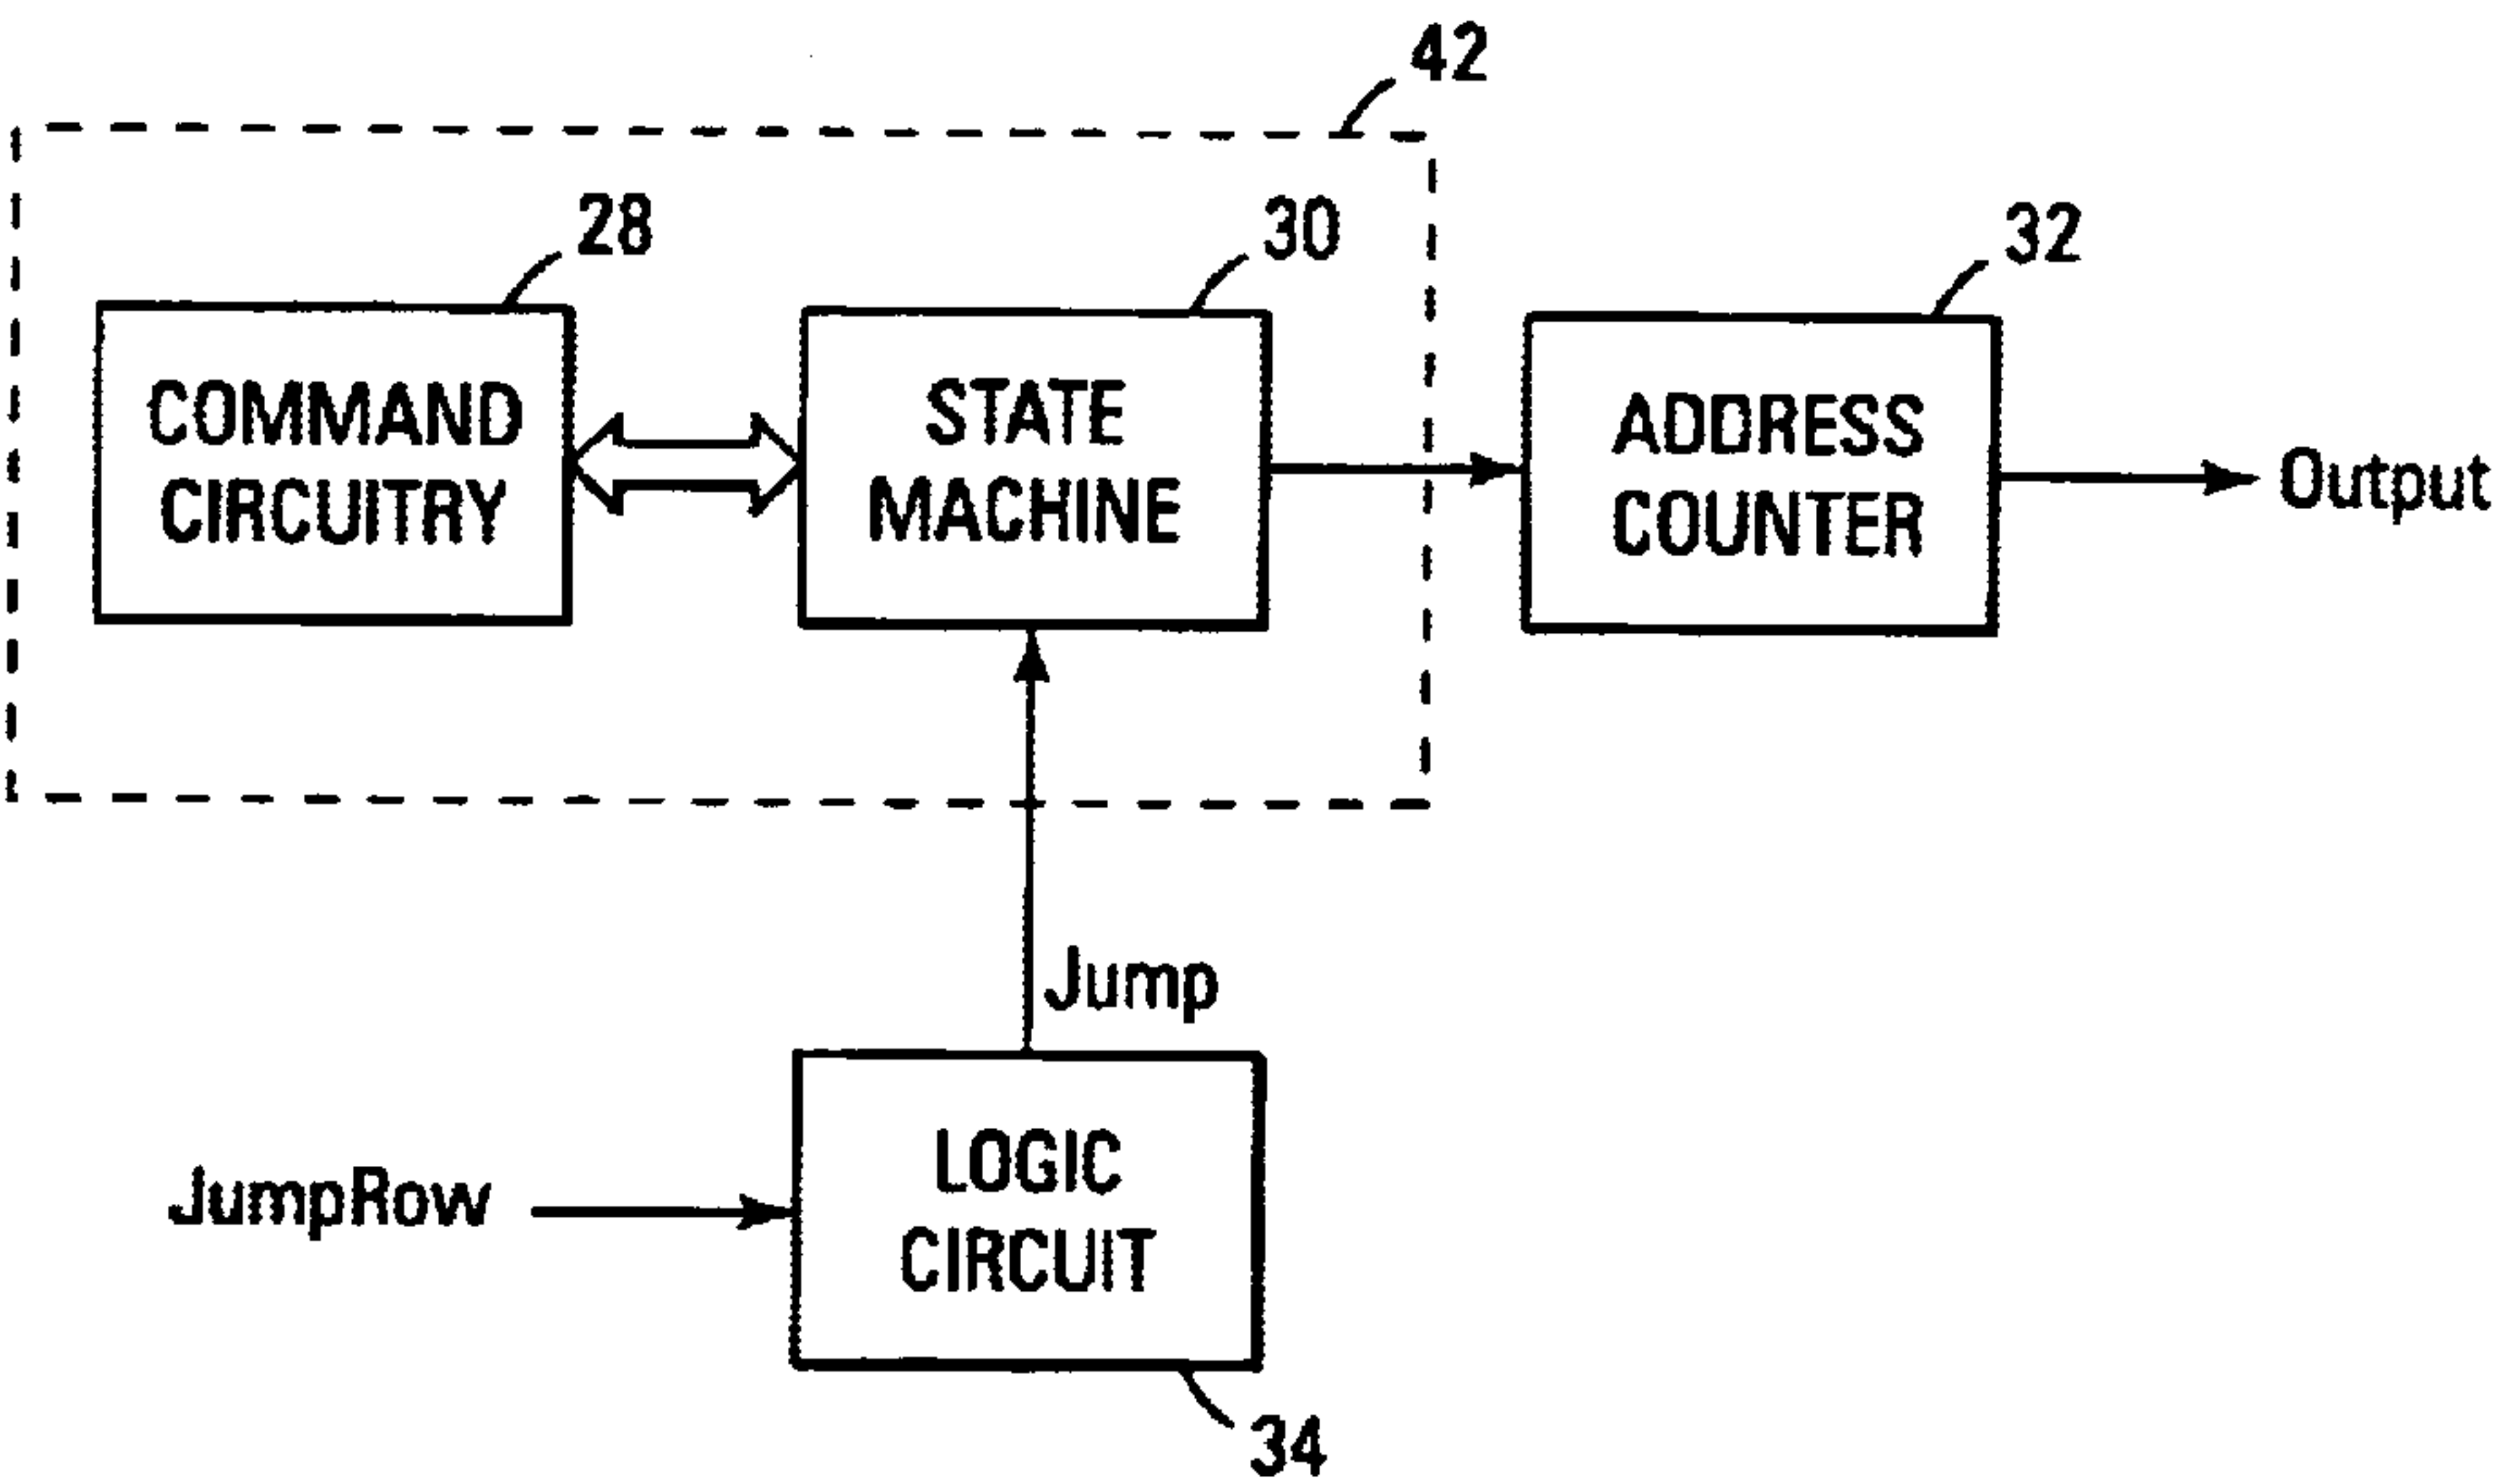 42
28
30
32
COMMAND
CIRCUITRY
STATE
MACHINE
ADDRESS
COUNTER
Output
Jump
JumpRow
LOGIC
CIRCUIT
34